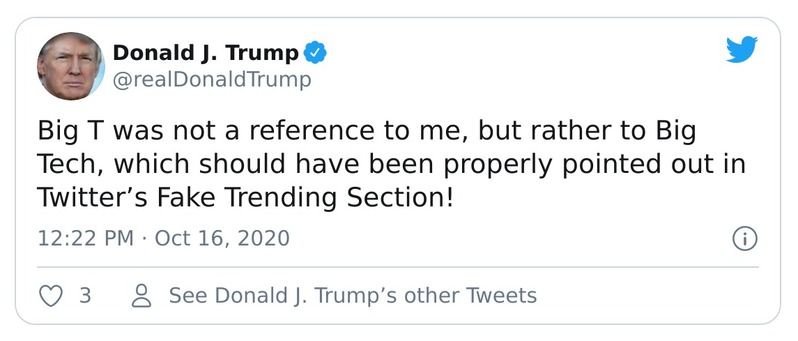 Donald J. Trump
@realDonaldTrump
Big T was not a reference to me, but rather to Big
Tech, which should have been properly pointed out in
Twitter’s Fake Trending Section!
12:22 PM · Oct 16, 2020
3 See Donald J. Trump’s other Tweets